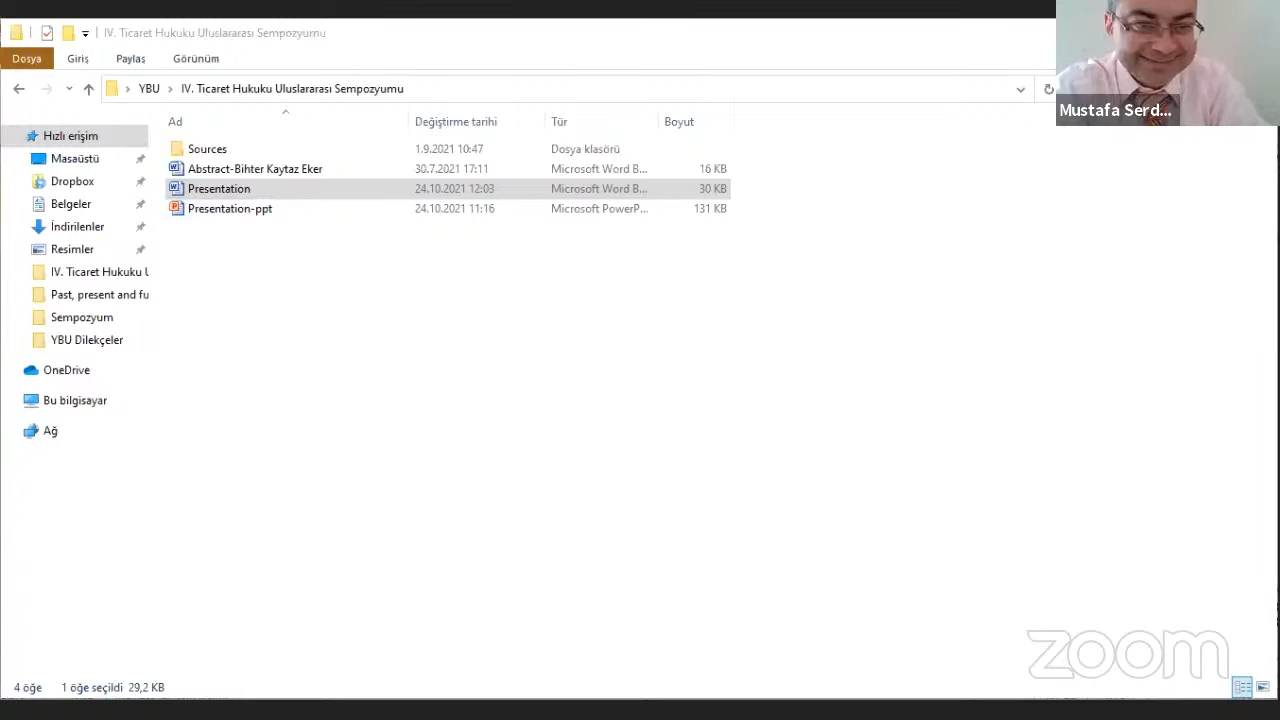 IV. Ticaret Hukuku Uluslararası Sempozyumu
Dosya Giriş Paylaş Görünüm
YBU IV. Ticaret Hukuku Uluslararası Sempozyumu
Mustafa Serd...
Ad Değiştirme tarihi Tür Boyut
Hızlı erişim
Masaüstü
Dropbox
Belgeler
İndirilenler
Resimler
IV. Ticaret Hukuku U
Past, present and fu
Sempozyum
YBU Dilekçeler
OneDrive
Bu bilgisayar
Ağ
Sources 1.9.2021 10:47 Dosya klasörü
Abstract-Bihter Kaytaz Eker 30.7.2021 17:11 Microsoft Word B... 16 KB
Presentation 24.10.2021 12:03 Microsoft Word B... 30 KB
Presentation-ppt 24.10.2021 11:16 Microsoft PowerP... 131 KB
zoom
4 öğe 1 öğe seçildi 29,2 KB